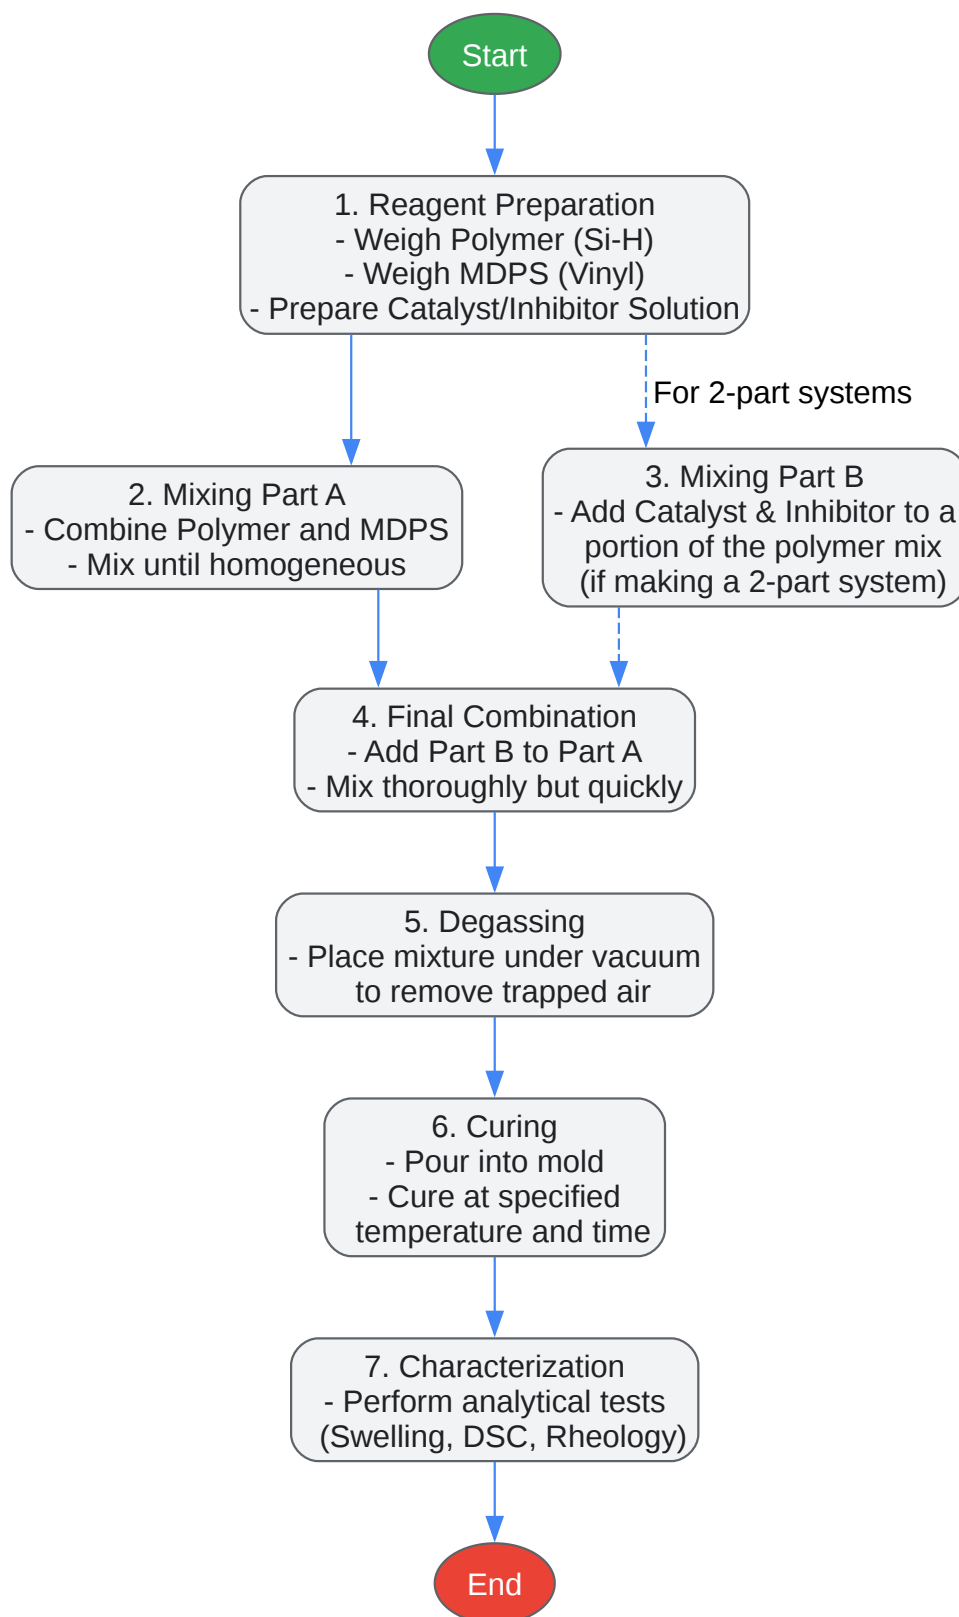 Start
1. Reagent Preparation
- Weigh Polymer (Si-H)
- Weigh MDPS (Vinyl)
- Prepare Catalyst/Inhibitor Solution
For 2-part systems
2. Mixing Part A
- Combine Polymer and MDPS
- Mix until homogeneous
3. Mixing Part B
- Add Catalyst & Inhibitor to a
portion of the polymer mix
(if making a 2-part system)
4. Final Combination
- Add Part B to Part A
- Mix thoroughly but quickly
5. Degassing
- Place mixture under vacuum
to remove trapped air
6. Curing
- Pour into mold
- Cure at specified
temperature and time
7. Characterization
- Perform analytical tests
(Swelling, DSC, Rheology)
End